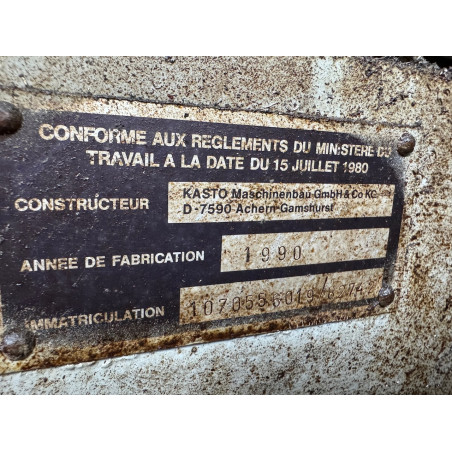 CONFORME AUX REGLEMENTS DU MINISTERE DU
TRAVAIL A LA DATE DU 15 JUILLET 1980
CONSTRUCTEUR
KASTO Maschinenbau GmbH & Co KG
D-7590 Achern-Gamshurst
ANNEE DE FABRICATION 1990
IMMATRICULATION